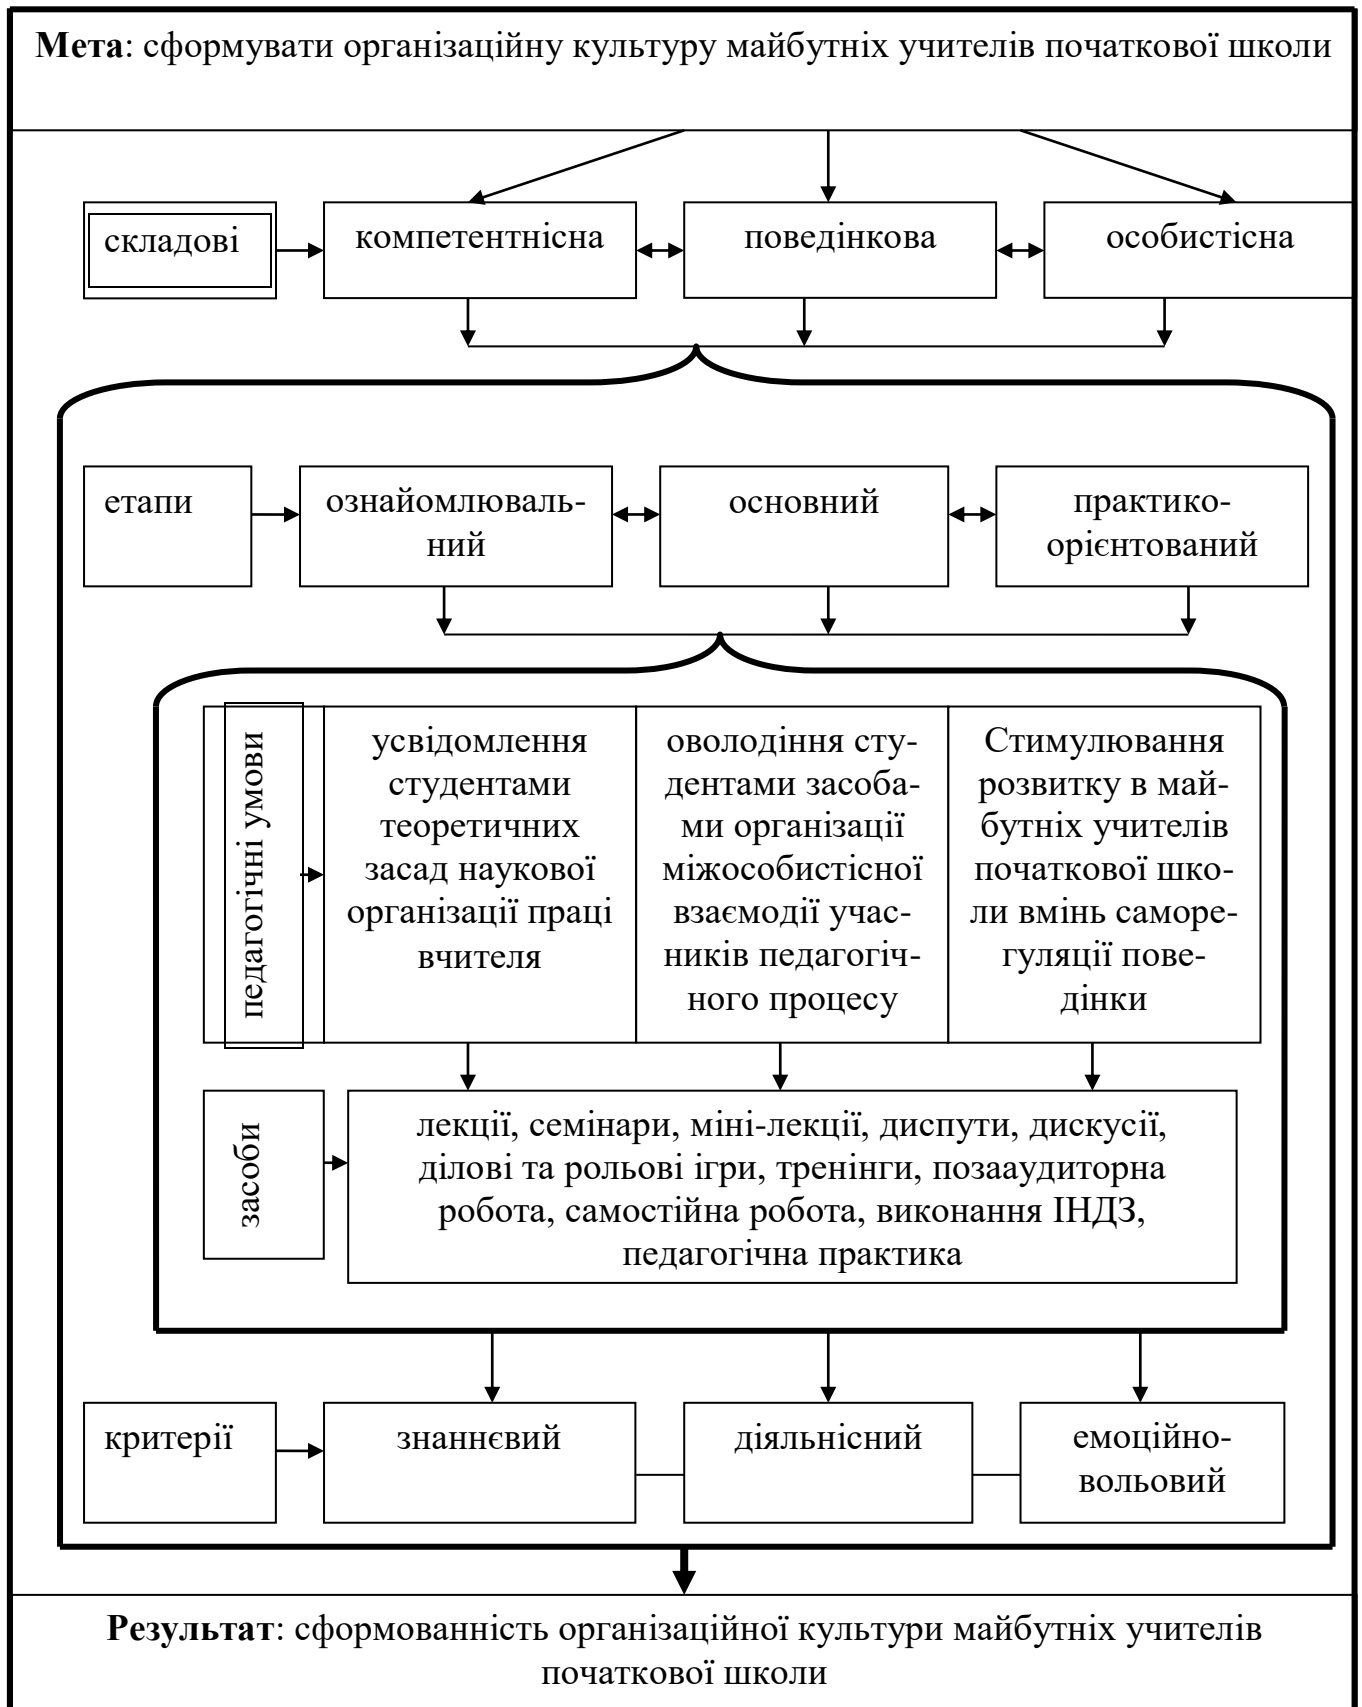 Мета: сформувати організаційну культуру майбутніх учителів початкової школи
складові
компетентнісна
поведінкова
особистісна
етапи
ознайомлюваль-
ний
основний
практико-
орієнтований
педагогічні умови
усвідомлення
студентами
теоретичних
засад наукової
організації праці
вчителя
оволодіння сту-
дентами засоба-
ми організації
міжособистісної
взаємодії учас-
ників педагогіч-
ного процесу
Стимулювання
розвитку в май-
бутніх учителів
початкової шко-
ли вмінь саморе-
гуляції пове-
дінки
засоби
лекції, семінари, міні-лекції, диспути, дискусії,
ділові та рольові ігри, тренінги, позааудиторна
робота, самостійна робота, виконання ІНДЗ,
педагогічна практика
критерії
знаннєвий
діяльнісний
емоційно-
вольовий
Результат: сформованність організаційної культури майбутніх учителів
початкової школи